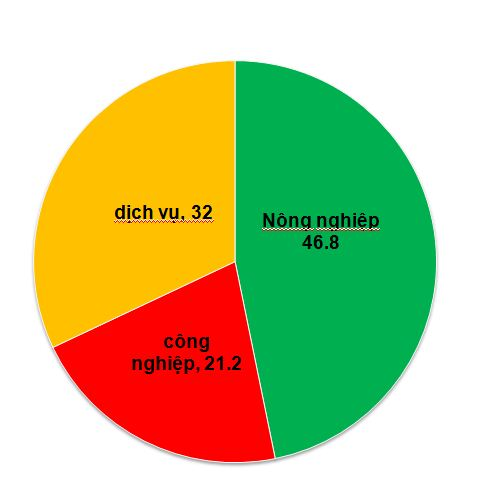 dịch vụ, 32
Nông nghiệp
46.8
công
nghiệp, 21.2